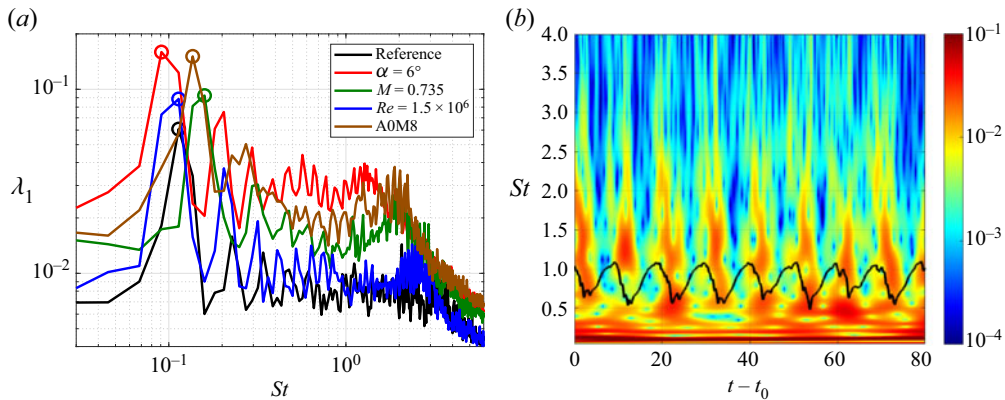 (a)
(b)
10⁻¹
10⁻²
λ₁
10⁻¹
10⁰
St
Reference
α = 6°
M = 0.735
Re = 1.5 × 10⁶
A0M8
4.0
3.5
3.0
2.5
2.0
1.5
1.0
0.5
St
0
20
40
60
80
t – t₀
10⁻¹
10⁻²
10⁻³
10⁻⁴